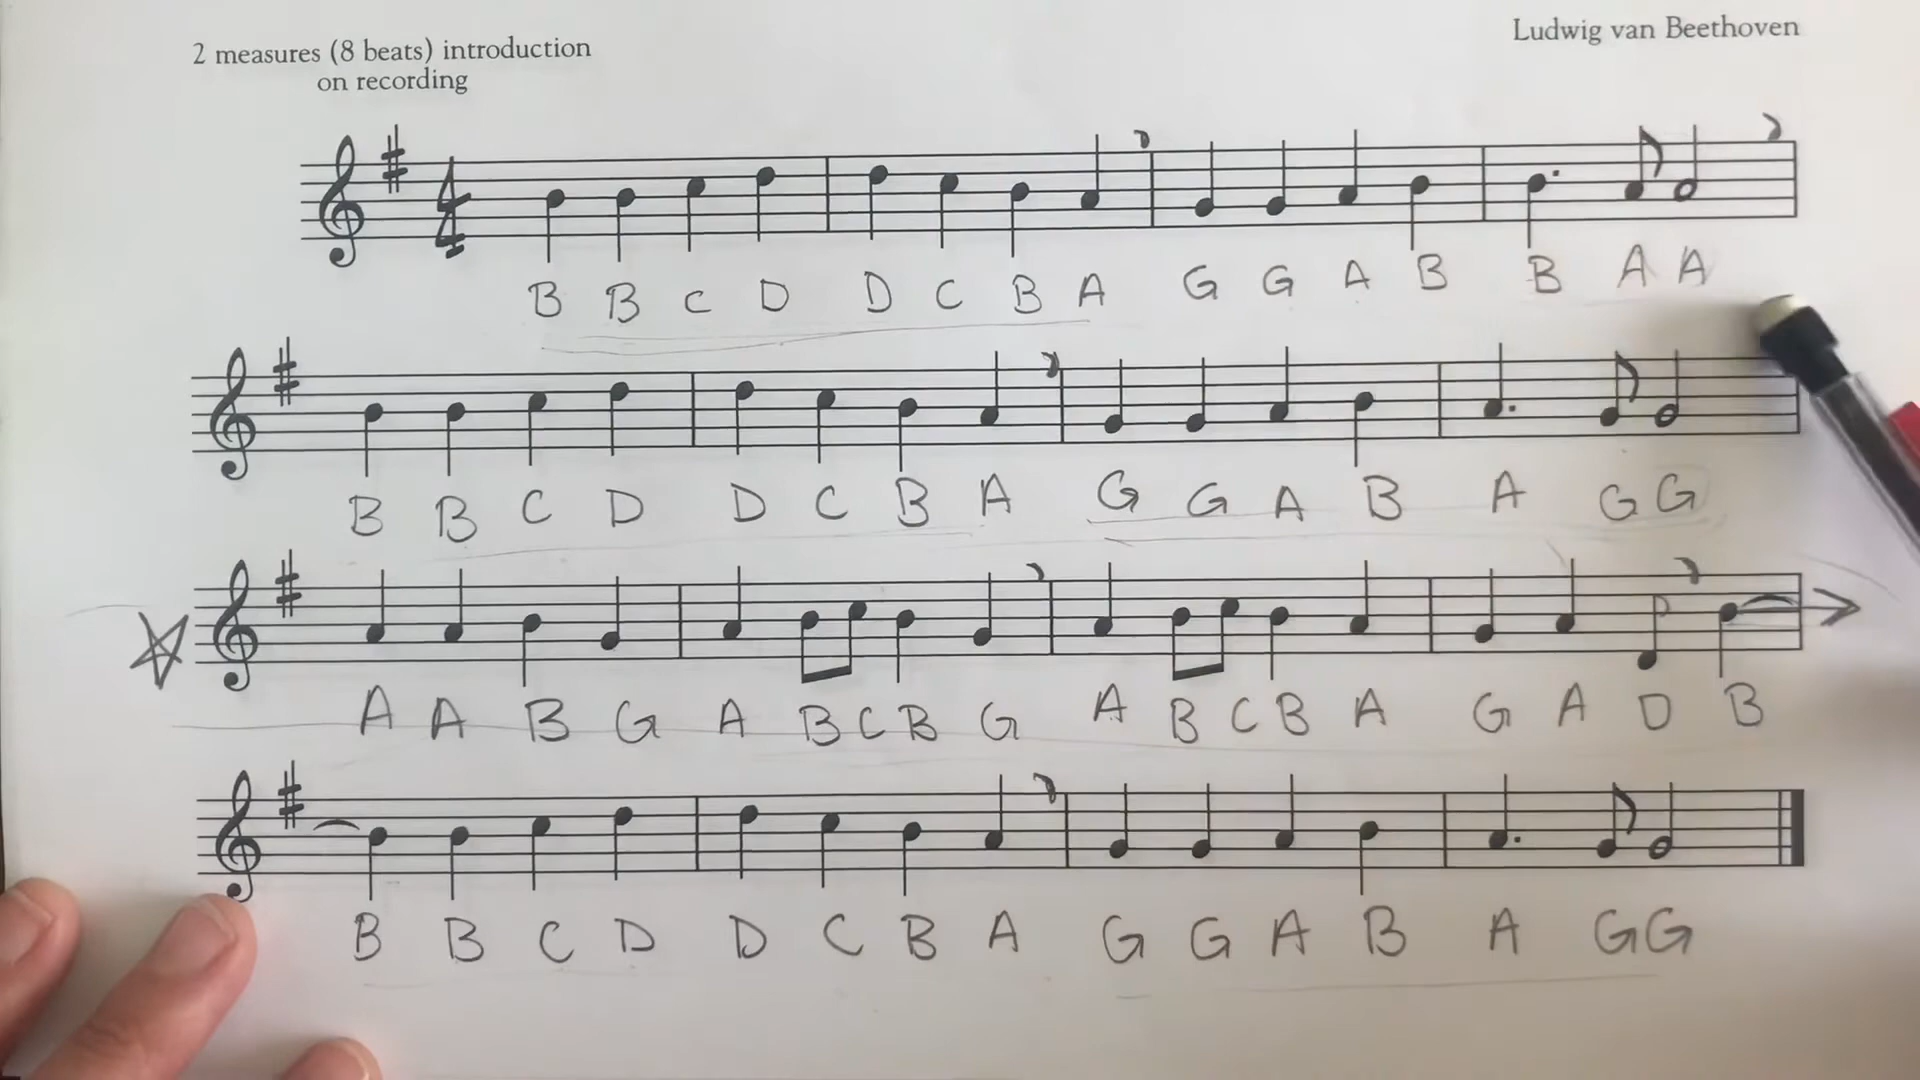 2 measures (8 beats) introduction
on recording
Ludwig van Beethoven
B B C D D C B A G G A B B A A
B B C D D C B A G G A B A G G
A A B G A B C B G A B C B A G A D B
B B C D D C B A G G A B A G G